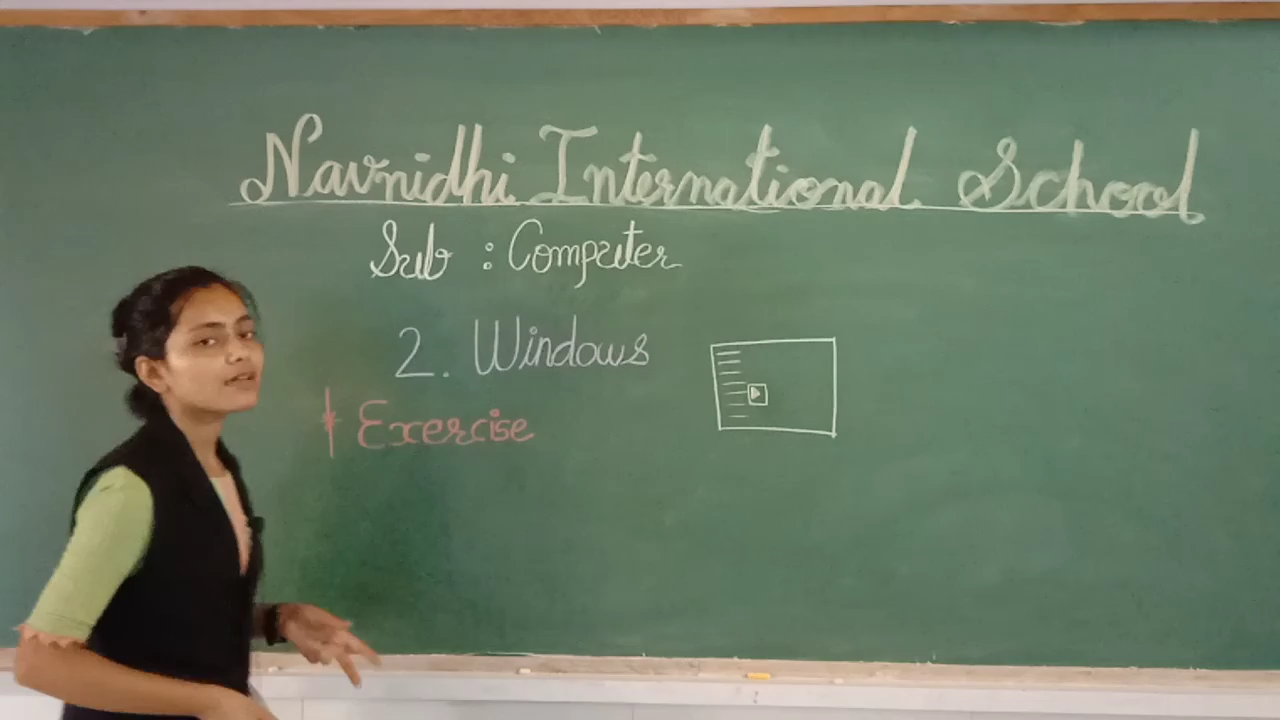 Navnidhi International School
Sub : Computer
2. Windows
* Exercise